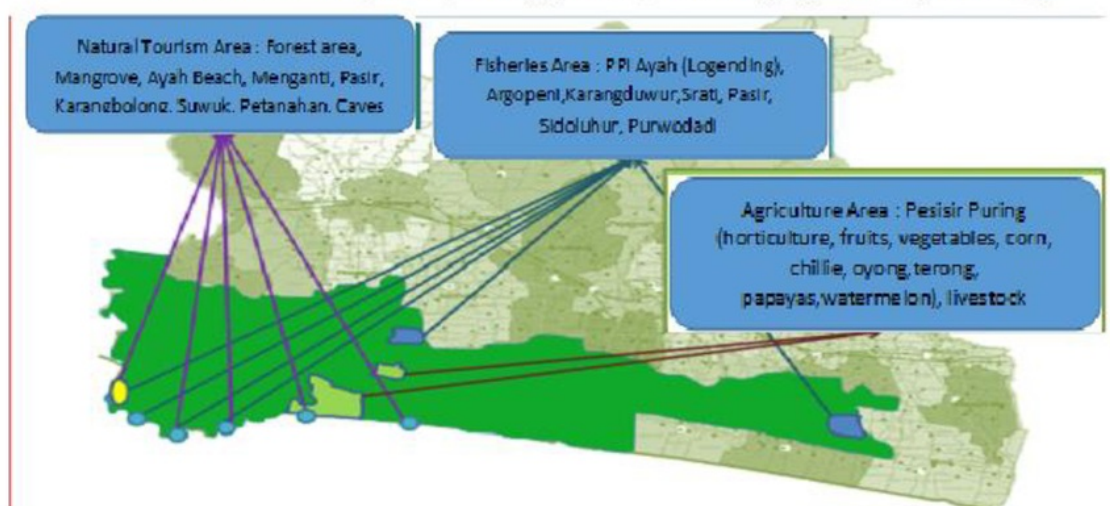 Natural Tourism Area : Forest area,
Mangrove, Ayah Beach, Menganti, Pasir,
Karangbolong. Suwuk. Petanahan. Caves
Fisheries Area : PPI Ayah (Logending),
Argopeni,Karangduwur,Srati, Pasir,
Sidoluhur, Purwodadi
Agriculture Area : Pesisir Puring
(horticulture, fruits, vegetables, corn,
chillie, oyong,terong,
papayas,watermelon), livestock